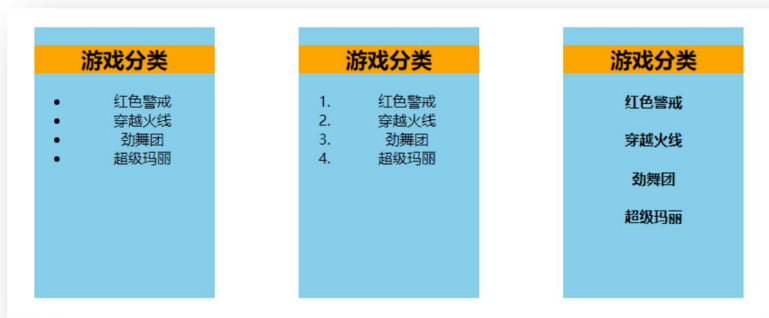 游戏分类
• 红色警戒
• 穿越火线
• 劲舞团
• 超级玛丽
游戏分类
1. 红色警戒
2. 穿越火线
3. 劲舞团
4. 超级玛丽
游戏分类
红色警戒
穿越火线
劲舞团
超级玛丽